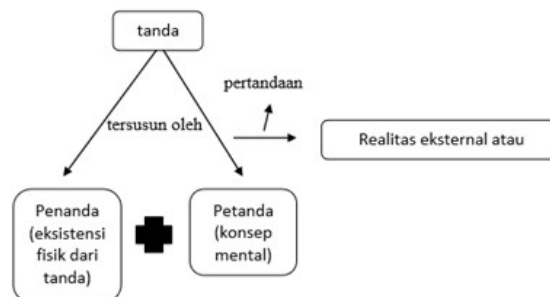 tanda
pertandaan
tersusun oleh
Realitas eksternal atau
Penanda
(eksistensi
fisik dari
tanda)
Petanda
(konsep
mental)